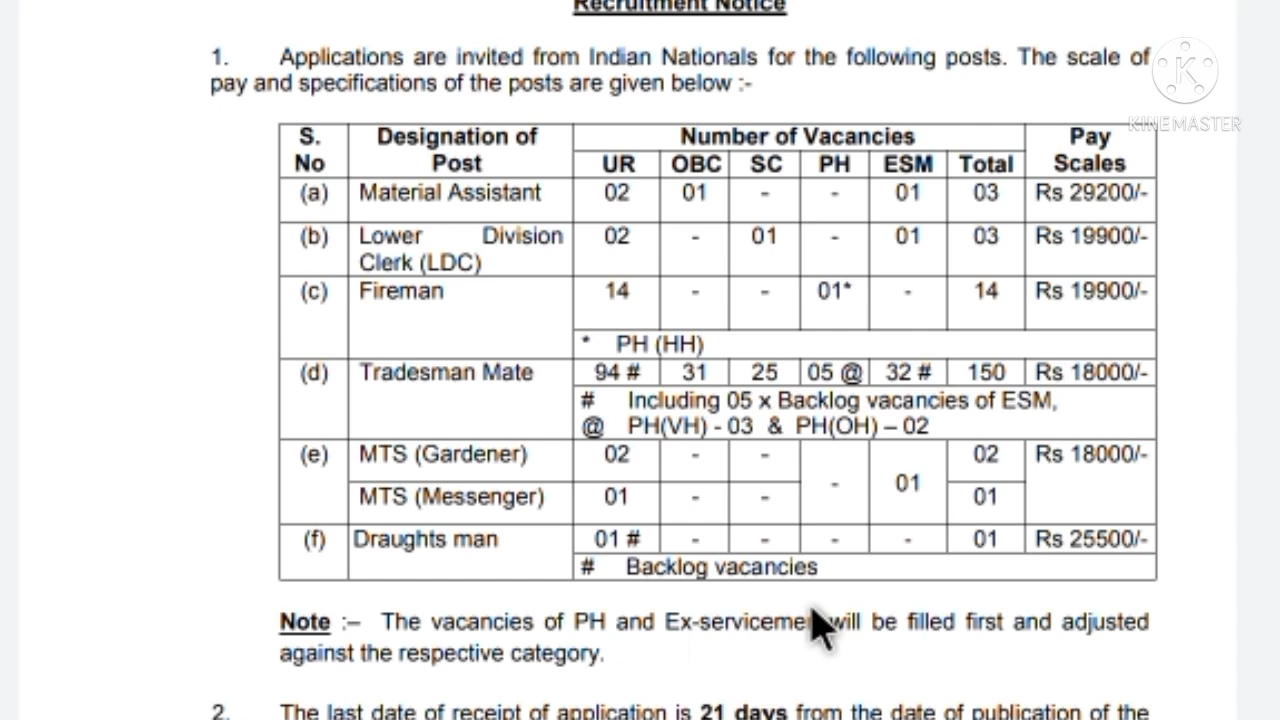 Recruitment Notice
1. Applications are invited from Indian Nationals for the following posts. The scale of
pay and specifications of the posts are given below :-
K
KINEMASTER
S. No Designation of Post Number of Vacancies Pay Scales
UR OBC SC PH ESM Total
(a) Material Assistant 02 01 - - 01 03 Rs 29200/-
(b) Lower Division 02 - 01 - 01 03 Rs 19900/-
Clerk (LDC)
(c) Fireman 14 - - 01* - 14 Rs 19900/-
* PH (HH)
(d) Tradesman Mate 94 # 31 25 05 @ 32 # 150 Rs 18000/-
# Including 05 x Backlog vacancies of ESM,
@ PH(VH) - 03 & PH(OH) – 02
(e) MTS (Gardener) 02 - - - 01 02 Rs 18000/-
MTS (Messenger) 01 - - 01
(f) Draughts man 01 # - - - - 01 Rs 25500/-
# Backlog vacancies
Note :– The vacancies of PH and Ex-servicemen will be filled first and adjusted
against the respective category.
2. The last date of receipt of application is 21 days from the date of publication of the